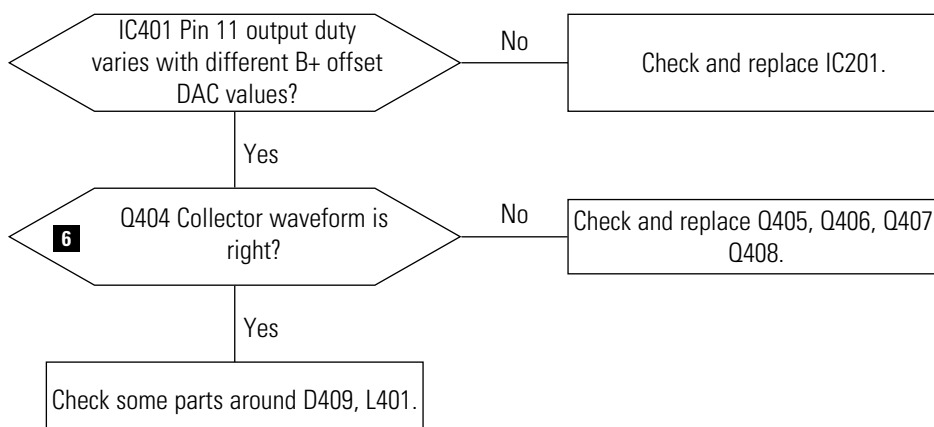 IC401 Pin 11 output duty
varies with different B+ offset
DAC values?
No
Check and replace IC201.
Yes
6
Q404 Collector waveform is
right?
No
Check and replace Q405, Q406, Q407
Q408.
Yes
Check some parts around D409, L401.